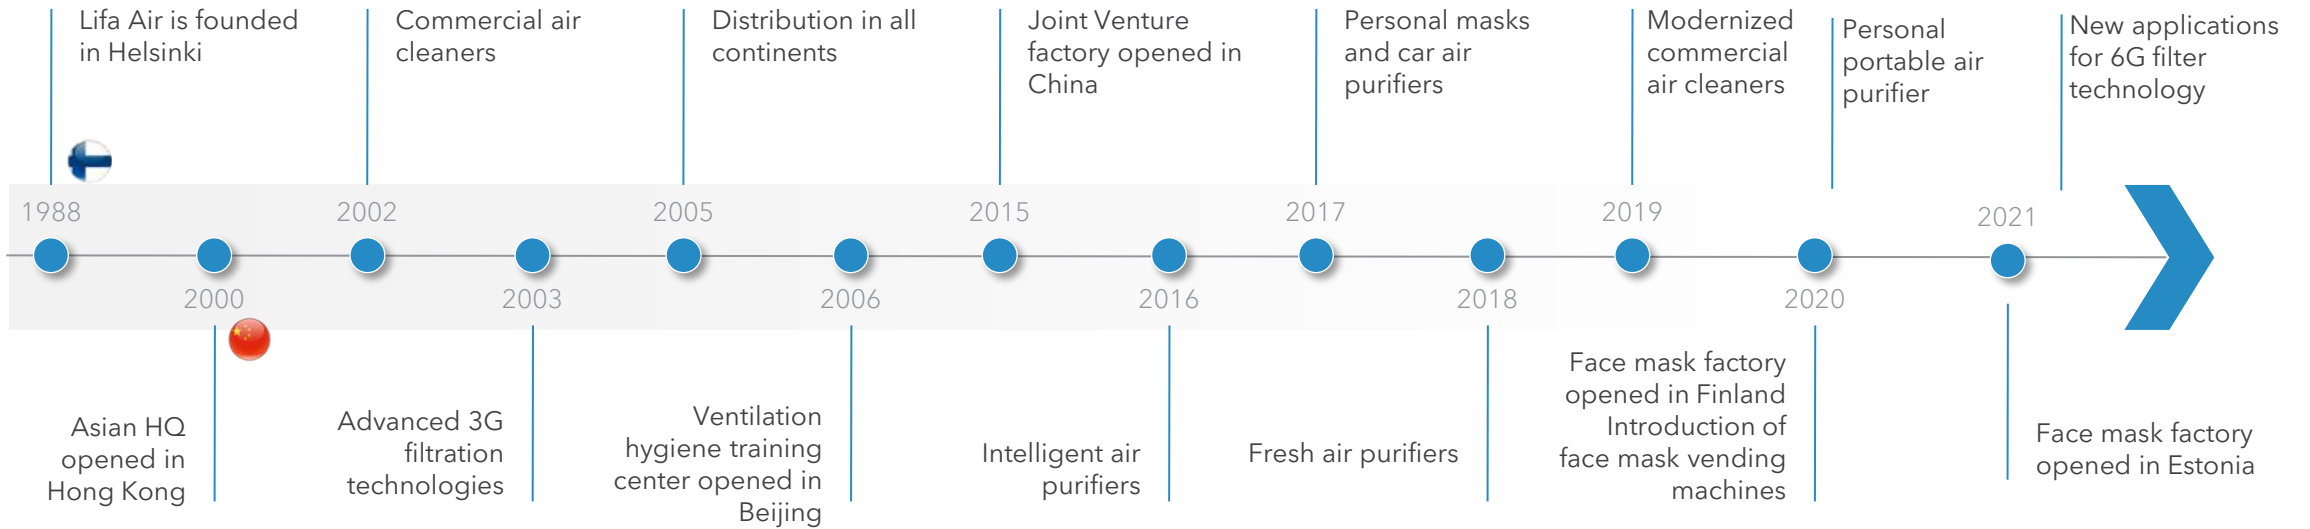 Lifa Air is founded
in Helsinki
Commercial air
cleaners
Distribution in all
continents
Joint Venture
factory opened in
China
Personal masks
and car air
purifiers
Modernized
commercial
air cleaners
Personal
portable air
purifier
New applications
for 6G filter
technology
1988
2002
2005
2015
2017
2019
2021
2000
2003
2006
2016
2018
2020
Asian HQ
opened in
Hong Kong
Advanced 3G
filtration
technologies
Ventilation
hygiene training
center opened in
Beijing
Intelligent air
purifiers
Fresh air purifiers
Face mask factory
opened in Finland
Introduction of
face mask vending
machines
Face mask factory
opened in Estonia